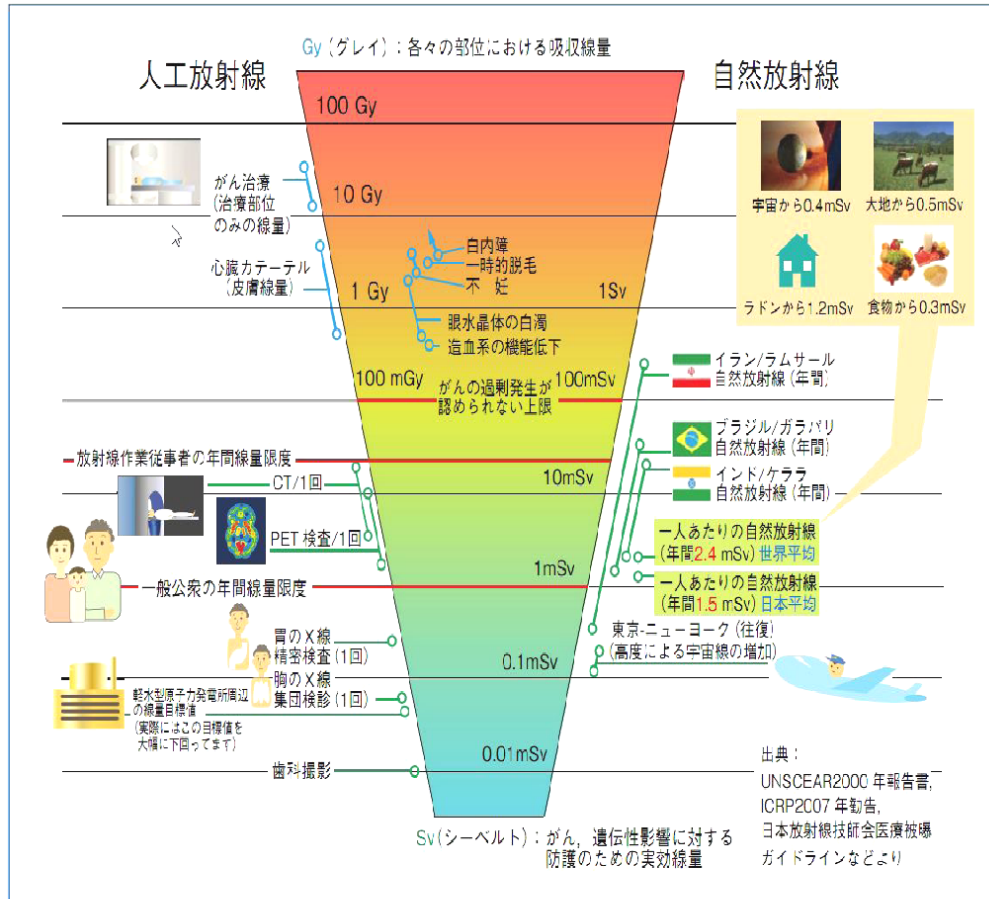 Gy (グレイ)：各々の部位における吸収線量
人工放射線
自然放射線
100 Gy
がん治療
(治療部位
のみの線量)
10 Gy
宇宙から0.4mSv
大地から0.5mSv
ラドンから1.2mSv
食物から0.3mSv
心臓カテーテル
(皮膚線量)
白内障
一時的脱毛
不 妊
1 Gy
1Sv
眼水晶体の白濁
造血系の機能低下
100 mGy
100mSv
がんの過剰発生が
認められない上限
イラン/ラムサール
自然放射線 (年間)
ブラジル/ガラパリ
自然放射線 (年間)
インド/ケララ
自然放射線 (年間)
放射線作業従事者の年間線量限度
10mSv
CT/1回
PET 検査/1回
一人あたりの自然放射線
(年間2.4 mSv) 世界平均
1mSv
一人あたりの自然放射線
(年間1.5 mSv) 日本平均
一般公衆の年間線量限度
胃のX線
精密検査 (1回)
東京-ニューヨーク (往復)
(高度による宇宙線の増加)
0.1mSv
胸のX線
集団検診 (1回)
軽水型原子力発電所周辺
の線量目標値
(実際にはこの目標値を
大幅に下回ってます)
0.01mSv
歯科撮影
出典：
UNSCEAR2000 年報告書,
ICRP2007 年勧告,
日本放射線技師会医療被曝
ガイドラインなどより
Sv (シーベルト)：がん, 遺伝性影響に対する
防護のための実効線量